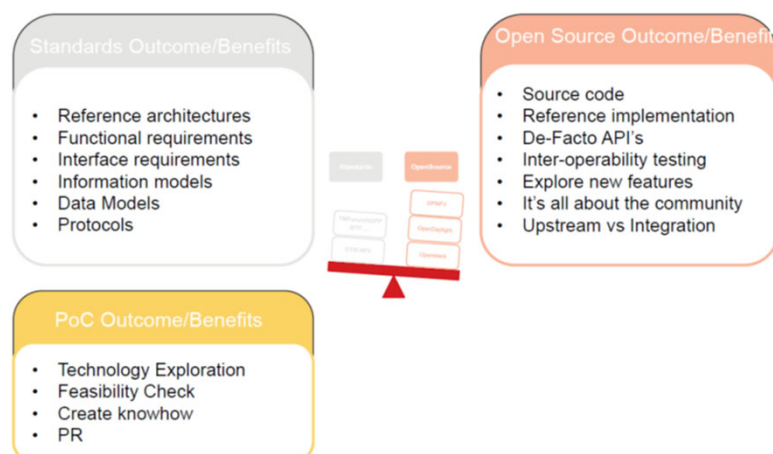 Standards Outcome/Benefits
• Reference architectures
• Functional requirements
• Interface requirements
• Information models
• Data Models
• Protocols
Standards
OpenSource
OPNFV
OpenDaylight
Openstack
Open Source Outcome/Benefit
• Source code
• Reference implementation
• De-Facto API's
• Inter-operability testing
• Explore new features
• It's all about the community
• Upstream vs Integration
PoC Outcome/Benefits
• Technology Exploration
• Feasibility Check
• Create knowhow
• PR